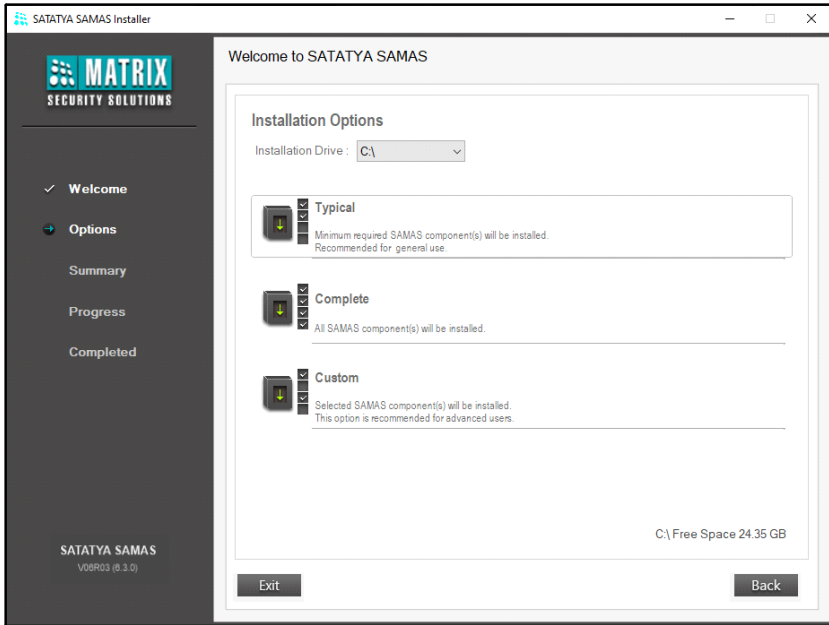 SATATYA SAMAS Installer
MATRIX
SECURITY SOLUTIONS
Welcome
Options
Summary
Progress
Completed
SATATYA SAMAS
V06R03 (6.3.0)
Welcome to SATATYA SAMAS
Installation Options
Installation Drive : C:\
Typical
Minimum required SAMAS component(s) will be installed.
Recommended for general use.
Complete
All SAMAS component(s) will be installed.
Custom
Selected SAMAS component(s) will be installed.
This option is recommended for advanced users.
C:\ Free Space 24.35 GB
Exit
Back